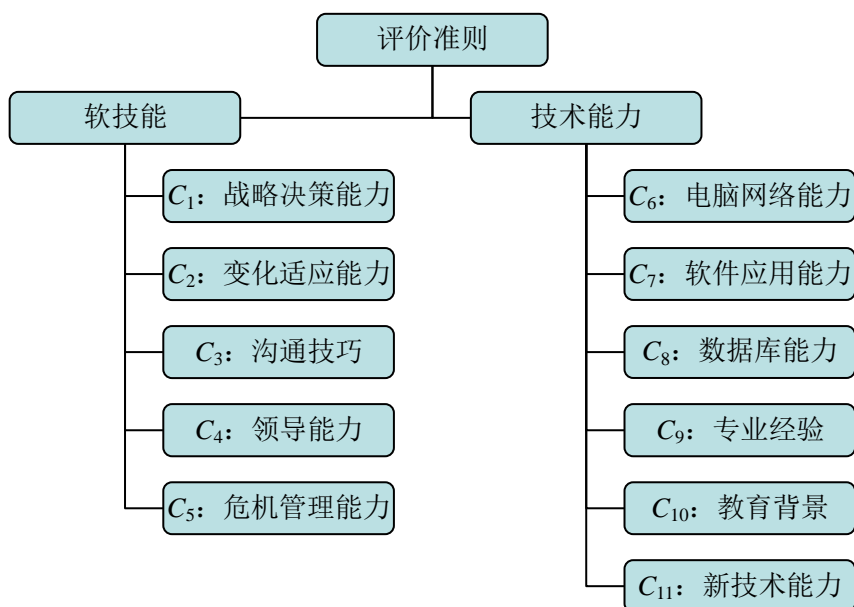 评价准则
软技能
C₁：战略决策能力
C₂：变化适应能力
C₃：沟通技巧
C₄：领导能力
C₅：危机管理能力
技术能力
C₆：电脑网络能力
C₇：软件应用能力
C₈：数据库能力
C₉：专业经验
C₁₀：教育背景
C₁₁：新技术能力